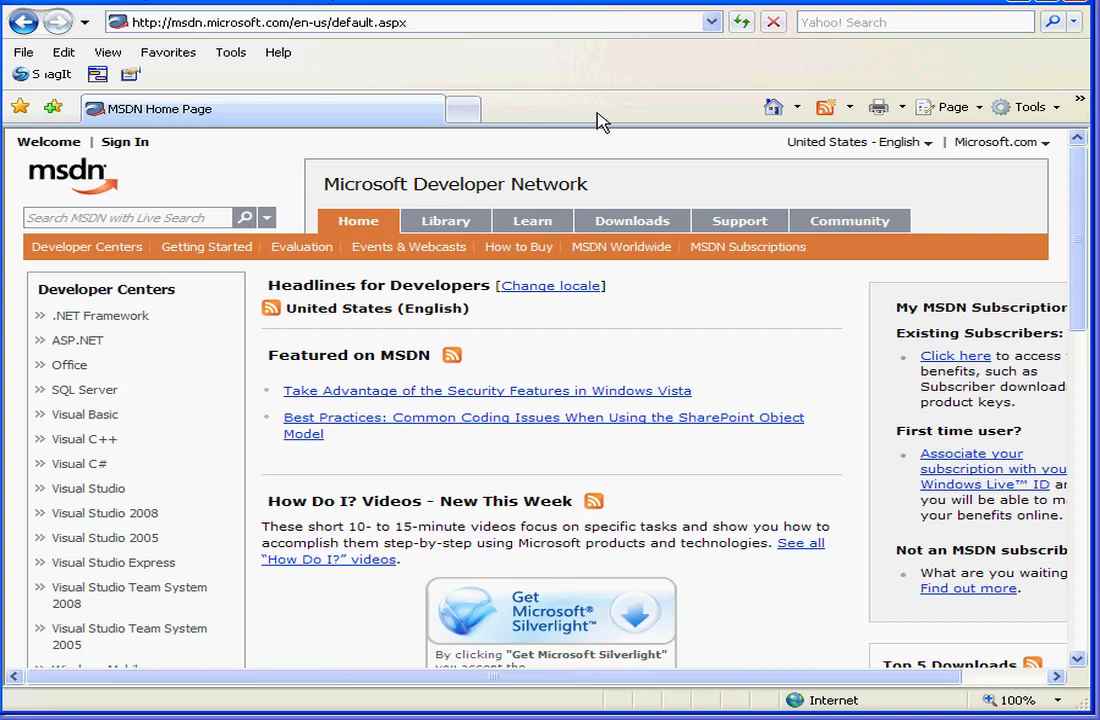 http://msdn.microsoft.com/en-us/default.aspx
Yahoo! Search
File Edit View Favorites Tools Help
SnagIt
MSDN Home Page
Page Tools
Welcome | Sign In
United States - English | Microsoft.com
msdn
Microsoft Developer Network
Search MSDN with Live Search
Home Library Learn Downloads Support Community
Developer Centers Getting Started Evaluation Events & Webcasts How to Buy MSDN Worldwide MSDN Subscriptions
Developer Centers
.NET Framework
ASP.NET
Office
SQL Server
Visual Basic
Visual C++
Visual C#
Visual Studio
Visual Studio 2008
Visual Studio 2005
Visual Studio Express
Visual Studio Team System
2008
Visual Studio Team System
2005
Headlines for Developers [Change locale]
United States (English)
Featured on MSDN
Take Advantage of the Security Features in Windows Vista
Best Practices: Common Coding Issues When Using the SharePoint Object
Model
How Do I? Videos - New This Week
These short 10- to 15-minute videos focus on specific tasks and show you how to
accomplish them step-by-step using Microsoft products and technologies. See all
"How Do I?" videos.
Get
Microsoft®
Silverlight™
By clicking "Get Microsoft Silverlight"
you accept the
My MSDN Subscription
Existing Subscribers:
Click here to access
benefits, such as
Subscriber download
product keys.
First time user?
Associate your
subscription with you
Windows Live™ ID an
you will be able to m
your benefits online.
Not an MSDN subscrib
What are you waiting
Find out more.
Top 5 Downloads
Internet
100%